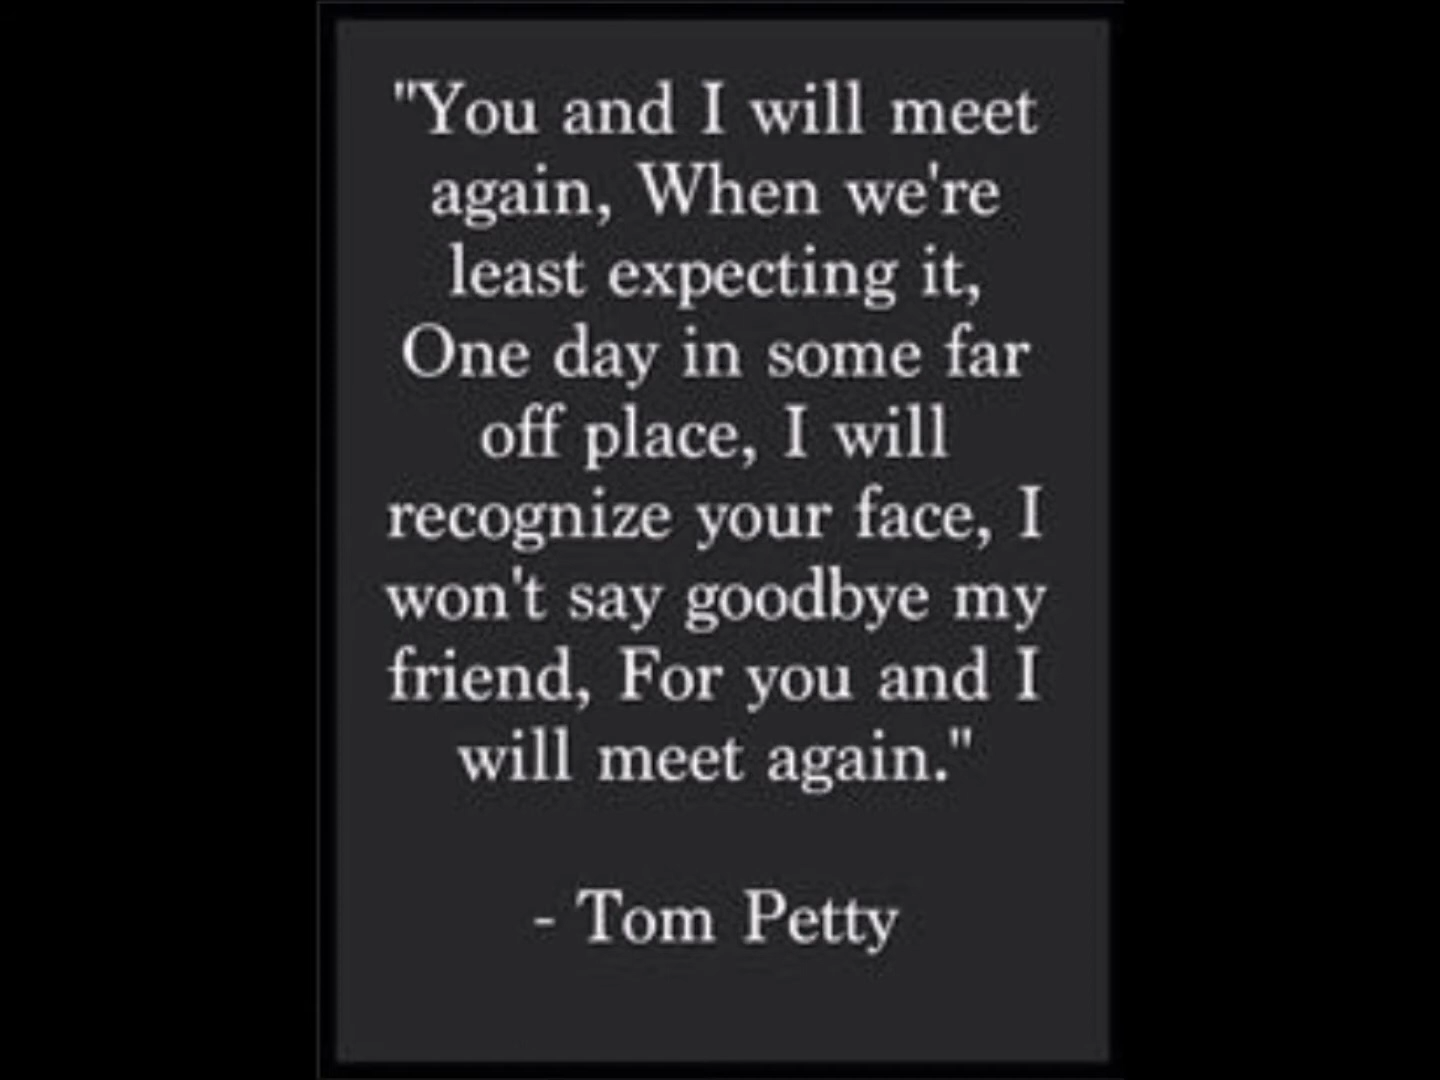 "You and I will meet
again, When we're
least expecting it,
One day in some far
off place, I will
recognize your face, I
won't say goodbye my
friend, For you and I
will meet again."
- Tom Petty